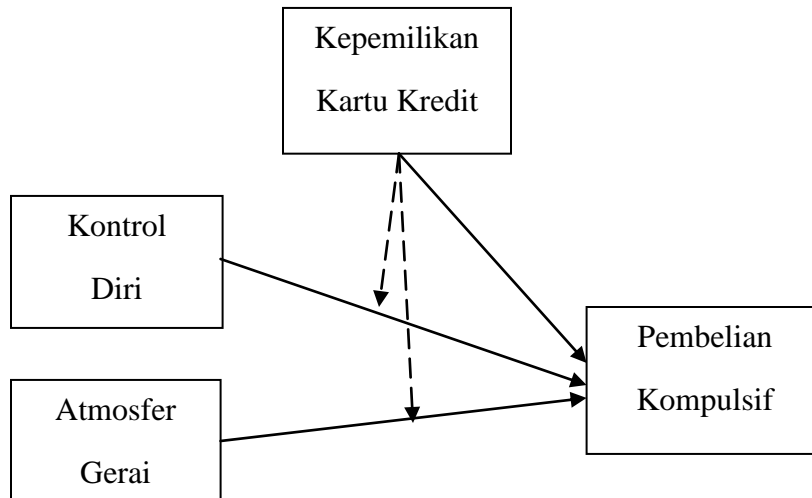 Kepemilikan
Kartu Kredit
Kontrol
Diri
Pembelian
Kompulsif
Atmosfer
Gerai